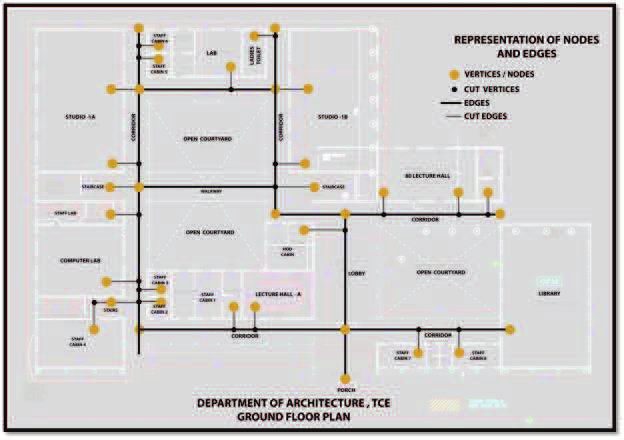 REPRESENTATION OF NODES
AND EDGES
VERTICES / NODES
CUT VERTICES
EDGES
CUT EDGES
STAFF
CABIN 4
STAFF
CABIN 5
LAB
LADIES
TOILET
STUDIO -1A
CORRIDOR
OPEN COURTYARD
CORRIDOR
STUDIO -1B
STAIRCASE
WALKWAY
STAIRCASE
80 LECTURE HALL
STAFF LAB
CORRIDOR
OPEN COURTYARD
HOD
CABIN
COMPUTER LAB
LOBBY
OPEN COURTYARD
STAFF
CABIN 3
STAFF
CABIN 1
LECTURE HALL - A
LIBRARY
STAIRS
STAFF
CABIN 2
STAFF
CABIN 4
CORRIDOR
CORRIDOR
STAFF
CABIN 7
STAFF
CABIN 6
PORCH
DEPARTMENT OF ARCHITECTURE , TCE
GROUND FLOOR PLAN